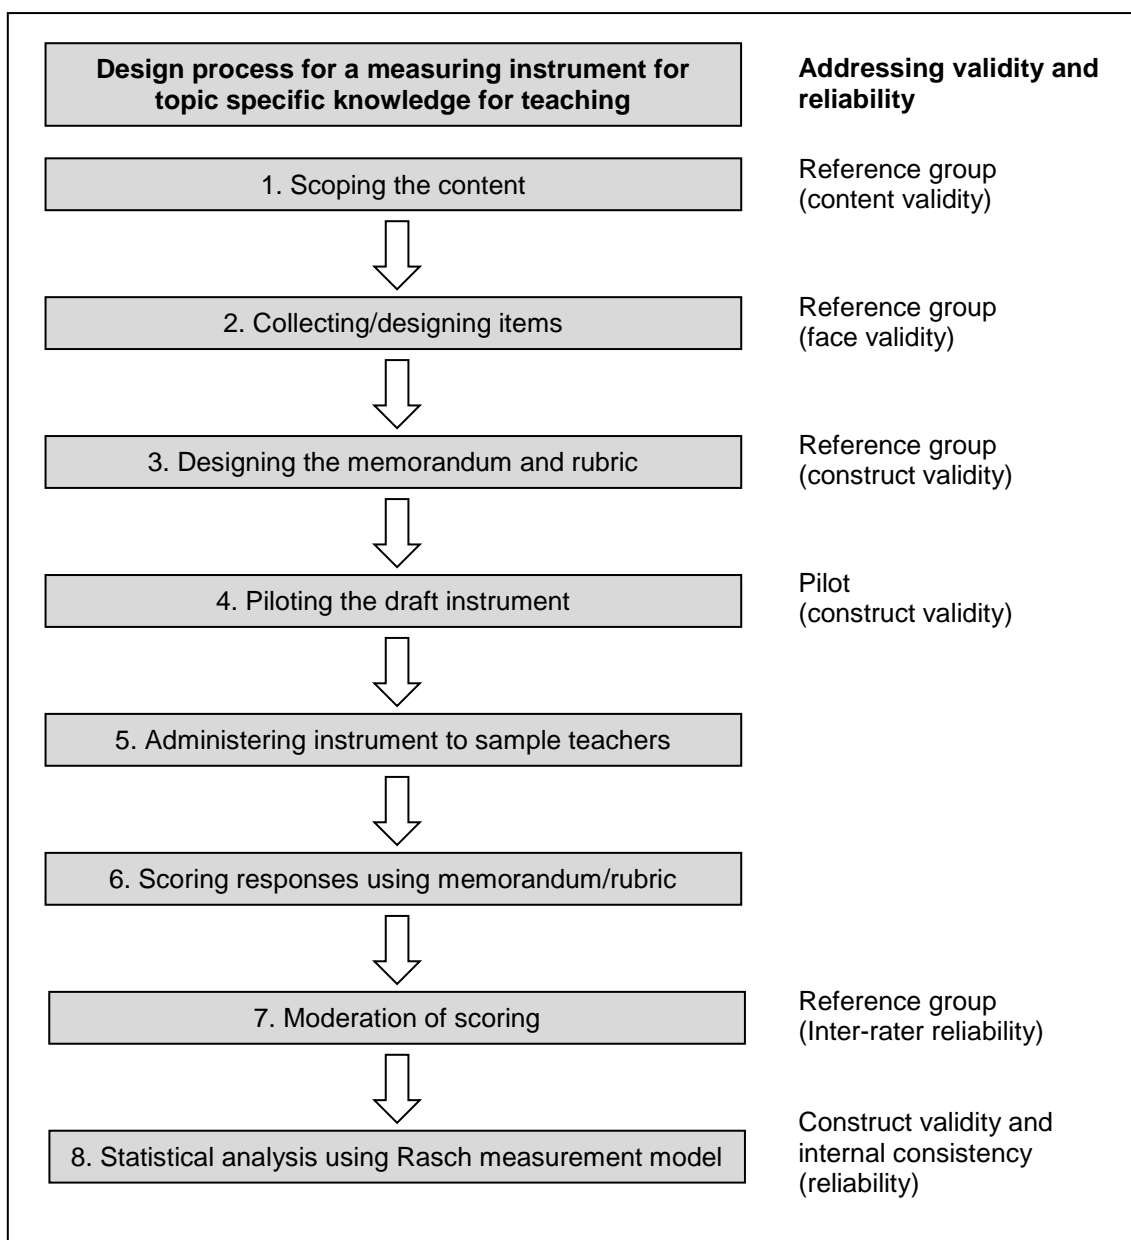 Design process for a measuring instrument for
topic specific knowledge for teaching
Addressing validity and
reliability
1. Scoping the content
Reference group
(content validity)
2. Collecting/designing items
Reference group
(face validity)
3. Designing the memorandum and rubric
Reference group
(construct validity)
4. Piloting the draft instrument
Pilot
(construct validity)
5. Administering instrument to sample teachers
6. Scoring responses using memorandum/rubric
7. Moderation of scoring
Reference group
(Inter-rater reliability)
8. Statistical analysis using Rasch measurement model
Construct validity and
internal consistency
(reliability)